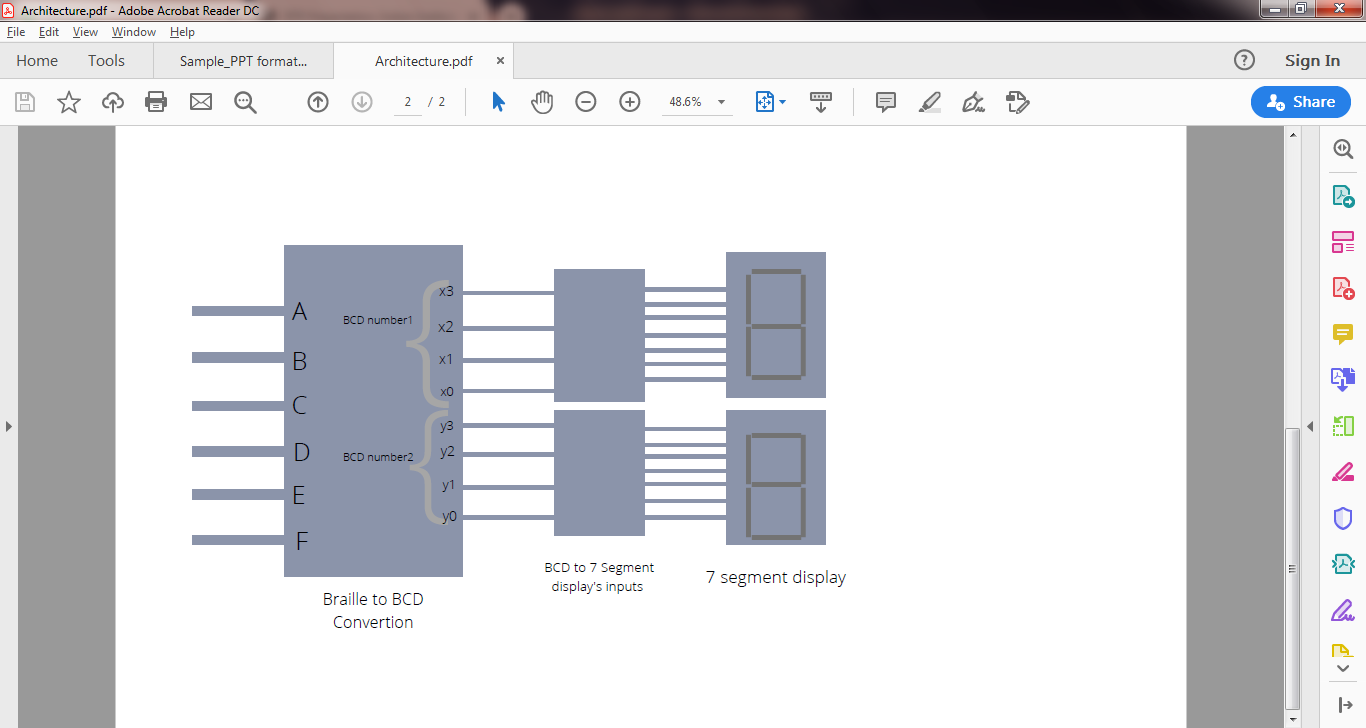 Architecture.pdf - Adobe Acrobat Reader DC
File Edit View Window Help
Home Tools Sample_PPT format... Architecture.pdf × ? Sign In
2 / 2 48.6% Share
x3
A
BCD number1
x2
B
x1
x0
C
y3
D
BCD number2
y2
E
y1
y0
F
BCD to 7 Segment
display's inputs
7 segment display
Braille to BCD
Convertion